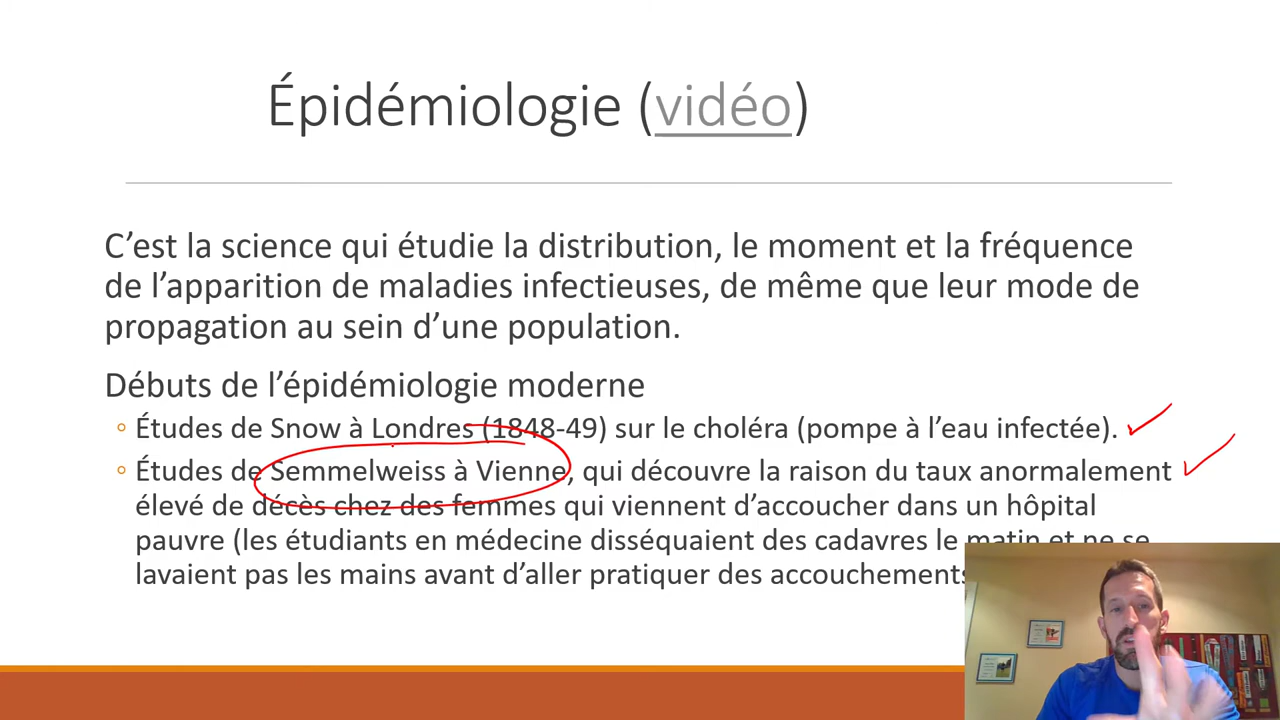 Épidémiologie (vidéo)
C’est la science qui étudie la distribution, le moment et la fréquence
de l’apparition de maladies infectieuses, de même que leur mode de
propagation au sein d’une population.
Débuts de l’épidémiologie moderne
◦ Études de Snow à Londres (1848-49) sur le choléra (pompe à l’eau infectée).
◦ Études de Semmelweiss à Vienne, qui découvre la raison du taux anormalement
élevé de décès chez des femmes qui viennent d’accoucher dans un hôpital
pauvre (les étudiants en médecine disséquaient des cadavres le matin et ne se
lavaient pas les mains avant d’aller pratiquer des accouchements